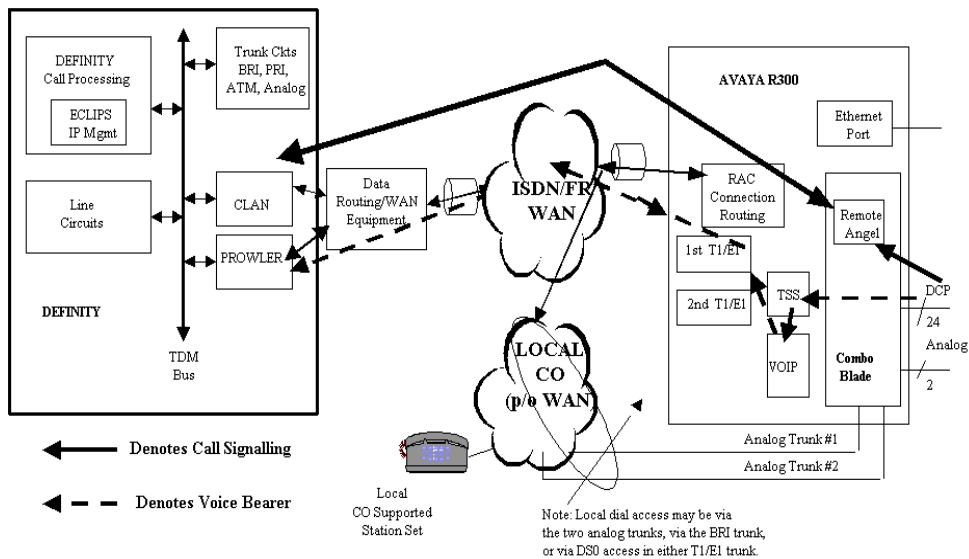 DEFINITY
Call Processing
ECLIPS
IP Mgmt
Trunk Ckts
BRI, PRI,
ATM, Analog
Line
Circuits
CLAN
PROWLER
Data
Routing/WAN
Equipment
DEFINITY
TDM
Bus
ISDN/FR
WAN
LOCAL
CO
(p/o WAN)
AVAYA R300
Ethernet
Port
RAC
Connection
Routing
Remote
Angel
1st T1/E1
2nd T1/E1
TSS
VOIP
Combo
Blade
DCP
24
Analog
2
Analog Trunk #1
Analog Trunk #2
Denotes Call Signalling
Denotes Voice Bearer
Local
CO Supported
Station Set
Note: Local dial access may be via
the two analog trunks, via the BRI trunk,
or via DS0 access in either T1/E1 trunk.